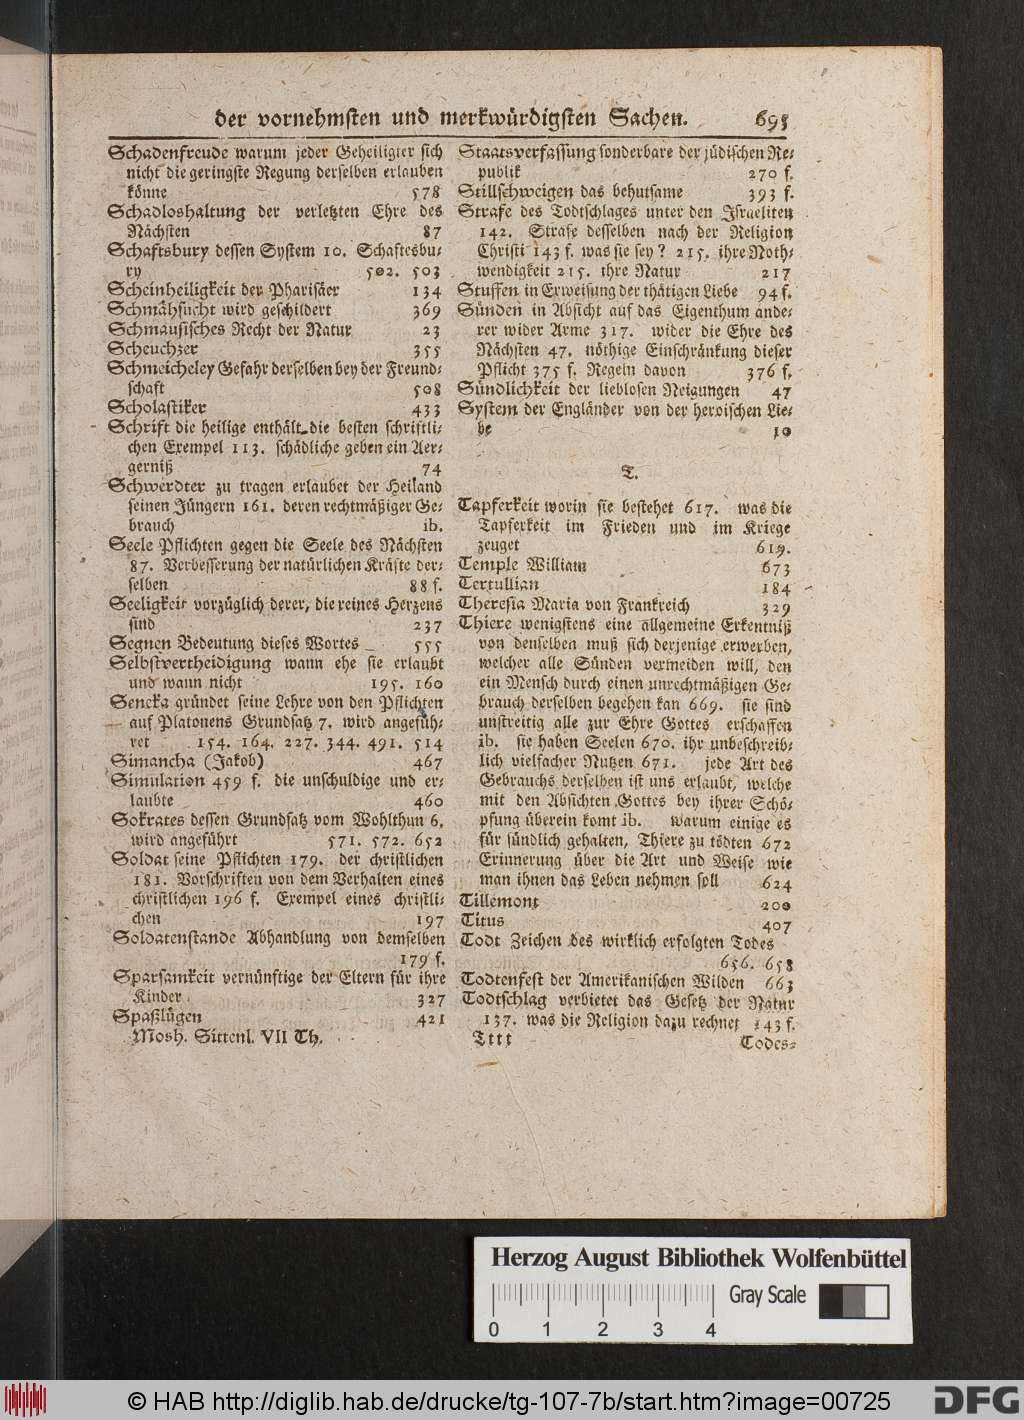 der vornehmsten und merkwürdigsten Sachen. 695
Schadenfreude warum jeder Geheiligter sich
nicht die geringste Regung derselben erlauben
könne 578
Schadloshaltung der verletzten Ehre des
Nächsten 87
Schaftsbury dessen System 10. Schaftesbu-
ry 502. 503
Scheinheiligkeit der Pharisäer 134
Schmähsucht wird geschildert 369
Schmausisches Recht der Natur 23
Scheuchzer 355
Schmeicheley Gefahr derselben bey der Freund-
schaft 508
Scholastiker 433
Schrift die heilige enthält die besten schristli-
chen Exempel 113. schädliche geben ein Aer-
gerniß 74
Schwerdter zu tragen erlaubet der Heiland
seinen Jüngern 161. deren rechtmäßiger Ge-
brauch ib.
Seele Pflichten gegen die Seele des Nächsten
87. Verbesserung der natürlichen Kräfte der-
selben 88 f.
Seeligkeit vorzüglich derer, die reines Herzens
sind 237
Segnen Bedeutung dieses Wortes 555
Selbstvertheidigung wann ehe sie erlaubt
und wann nicht 195. 160
Seneka gründet seine Lehre von den Pflichten
auf Platonens Grundsatz 7. wird angefüh-
ret 154. 164. 227. 344. 491. 514
Simancha (Jakob) 467
Simulation 459 f. die unschuldige und er-
laubte 460
Sokrates dessen Grundsatz vom Wohlthun 6.
wird angeführt 571. 572. 652
Soldat seine Pflichten 179. der christlichen
181. Vorschriften von dem Verhalten eines
christlichen 196 f. Exempel eines christli-
chen 197
Soldatenstande Abhandlung von demselben
179 f.
Sparsamkeit vernünftige der Eltern für ihre
Kinder 327
Spaßlügen 421
Mosh. Sittenl. VII Th.
Staatsverfassung sonderbare der jüdischen Re-
publik 270 f.
Stillschweigen das behutsame 393 f.
Strafe des Todtschlages unter den Israeliten
142. Strafe desselben nach der Religion
Christi 143 f. was sie sey? 215. ihre Noth-
wendigkeit 215. ihre Natur 217
Stuffen in Erweisung der thätigen Liebe 94 f.
Sünden in Absicht auf das Eigenthum ande-
rer wider Arme 317. wider die Ehre des
Nächsten 47. nöthige Einschränkung dieser
Pflicht 375 f. Regeln davon 376 f.
Sündlichkeit der lieblosen Neigungen 47
System der Engländer von der heroischen Lie-
be 10
T.
Tapferkeit worin sie bestehet 617. was die
Tapferkeit im Frieden und im Kriege
zeuget 619.
Temple William 673
Tertullian 184
Theresia Maria von Frankreich 329
Thiere wenigstens eine allgemeine Erkentniß
von denselben muß sich derjenige erwerben,
welcher alle Sünden vermeiden will, den
ein Mensch durch einen unrechtmäßigen Ge-
brauch derselben begehen kan 669. sie sind
unstreitig alle zur Ehre Gottes erschaffen
ib. sie haben Seelen 670. ihr unbeschreib-
lich vielfacher Nutzen 671. jede Art des
Gebrauchs derselben ist uns erlaubt, welche
mit den Absichten Gottes bey ihrer Schö-
pfung überein komt ib. warum einige es
für sündlich gehalten, Thiere zu tödten 672
Erinnerung über die Art und Weise wie
man ihnen das Leben nehmen soll 624
Tillemont 200
Titus 407
Todt Zeichen des wirklich erfolgten Todes
656. 658
Todtenfest der Amerikanischen Wilden 663
Todtschlag verbietet das Gesetz der Natur
137. was die Religion dazu rechnet 143 f.
Tttt Todes-
Herzog August Bibliothek Wolfenbüttel
Gray Scale
0 1 2 3 4
© HAB http://diglib.hab.de/drucke/tg-107-7b/start.htm?image=00725
DFG